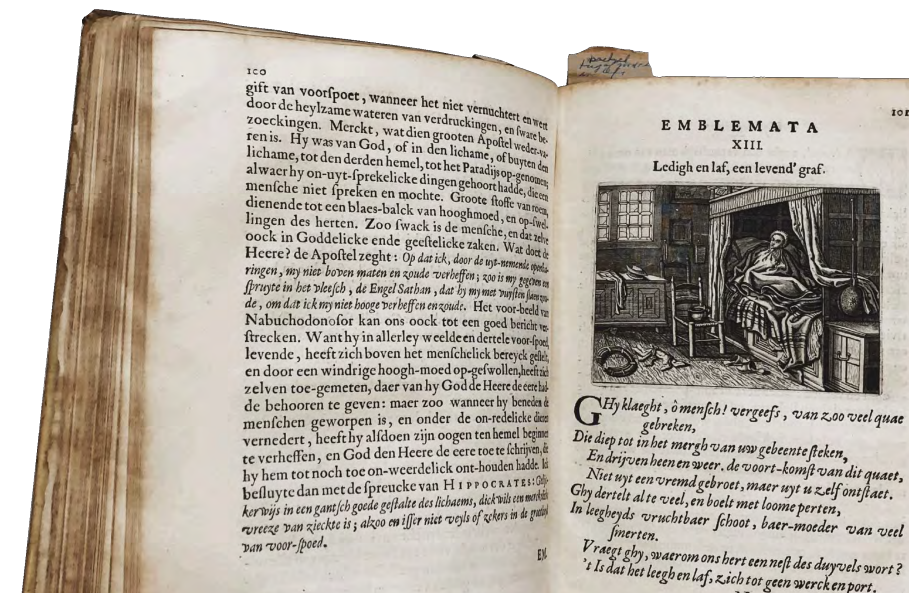 100
gift van voorſpoet, wanneer het niet vernuchtert en wert
door de heylzame wateren van verdruckingen, en ſware be-
zoeckingen. Merckt, wat dien grooten Apoſtel weder-va-
ren is. Hy was van God, of in den lichame, of buyten den
lichame, tot den derden hemel, tot het Paradijs op-genomen;
alwaer hy on-uyt-ſprekelicke dingen gehoort hadde, die een
menſche niet ſpreken en mochte. Groote ſtoffe van roem,
dienende tot een blaes-balck van hooghmoed, en op-ſwel-
lingen des herten. Zoo ſwack is de menſche, en dat zelve
oock in Goddelicke ende geeſtelicke zaken. Wat doet de
Heere? de Apoſtel zeght: Op dat ick, door de uyt-nemende openba-
ringen, my niet boven maten en zoude verheffen; zoo is my gegeven een
ſpruyte in het vleeſch, de Engel Sathan, dat hy my met vuyſten ſlaen zou-
de, om dat ick my niet hooge verheffen en zoude. Het voor-beeld van
Nabuchodonoſor kan ons oock tot een goed bericht ver-
ſtrecken. Want hy in allerley weelde en dertele voor-ſpoed
levende, heeft zich boven het menſchelick bereyck geſtelt,
en door een windrige hoogh-moed op-geſwollen, heeft zich
zelven toe-gemeten, daer van hy God de Heere de eere had-
de behooren te geven: maer zoo wanneer hy beneden de
menſchen geworpen is, en onder de on-redelicke dieren
vernedert, heeft hy alſdoen zijn oogen ten hemel beginnen
te verheffen, en God den Heere de eere toe te ſchrijven, die
hy hem tot noch toe on-weerdelick ont-houden hadde. Ick
beſluyte dan met de ſpreucke van HIPPOCRATES: Gely-
kerwijs in een gantſch goede geſtalte des lichaems, dickwils een merckelicke
vreeze van zieckte is; alzoo en iſſer niet veyls of zekers in de grootheyd
van voor-ſpoed.
EM-
101
EMBLEMATA
XIII.
Ledigh en laf, een levend' graf.
GHy klaeght, ô menſch! vergeefs, van zoo veel quae
gebreken,
Die diep tot in het mergh van uw gebeente ſteken,
En drijven heen en weer. de voort-komſt van dit quaet,
Niet uyt een vremd gebroet, maer uyt u zelf ontſtaet.
Ghy dertelt al te veel, en boelt met loome perten,
In leegheyds vruchtbaer ſchoot, baer-moeder van veel
ſmerten.
Vraegt ghy, waerom ons hert een neſt des duyvels wort?
't Is dat het leegh en laf, zich tot geen werck en port.